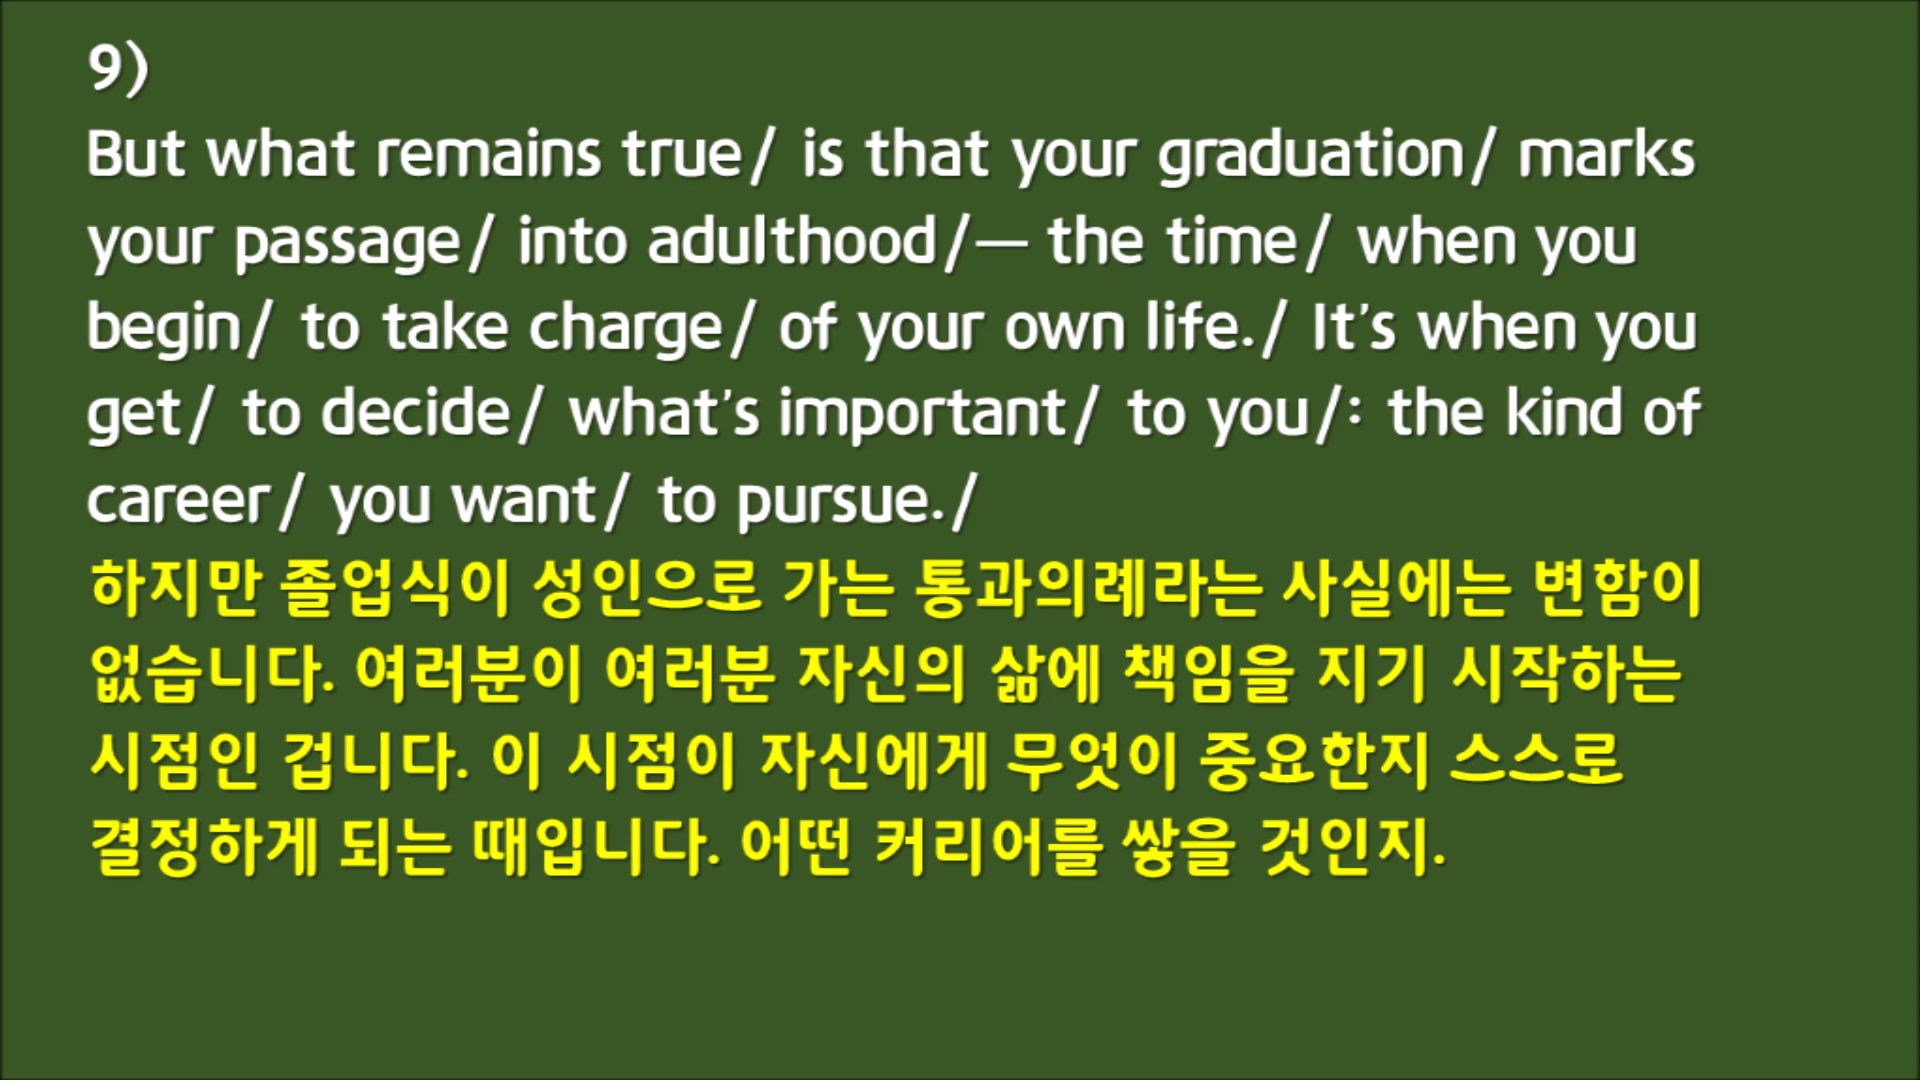 9)
But what remains true/ is that your graduation/ marks
your passage/ into adulthood/— the time/ when you
begin/ to take charge/ of your own life./ It's when you
get/ to decide/ what's important/ to you/: the kind of
career/ you want/ to pursue./
하지만 졸업식이 성인으로 가는 통과의례라는 사실에는 변함이
없습니다. 여러분이 여러분 자신의 삶에 책임을 지기 시작하는
시점인 겁니다. 이 시점이 자신에게 무엇이 중요한지 스스로
결정하게 되는 때입니다. 어떤 커리어를 쌓을 것인지.